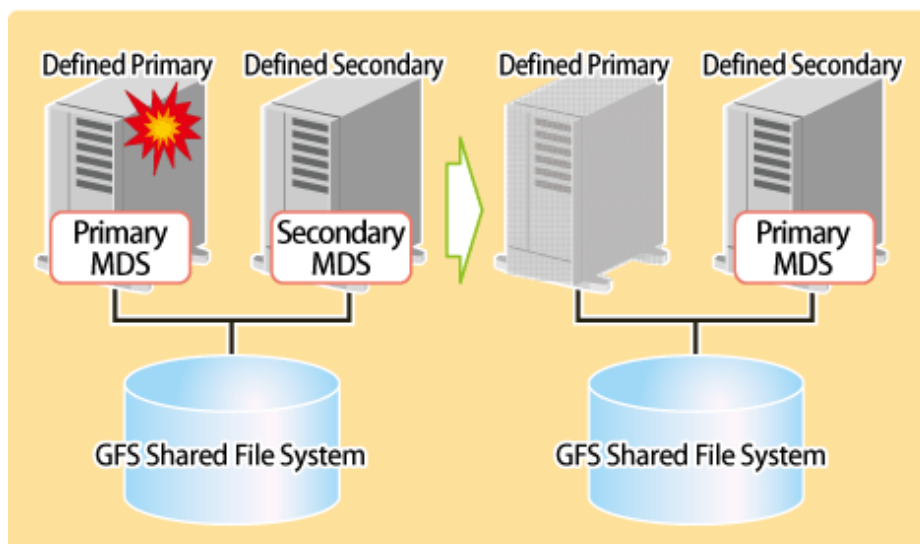 Defined Primary
Defined Secondary
Defined Primary
Defined Secondary
Primary
MDS
Secondary
MDS
Primary
MDS
GFS Shared File System
GFS Shared File System